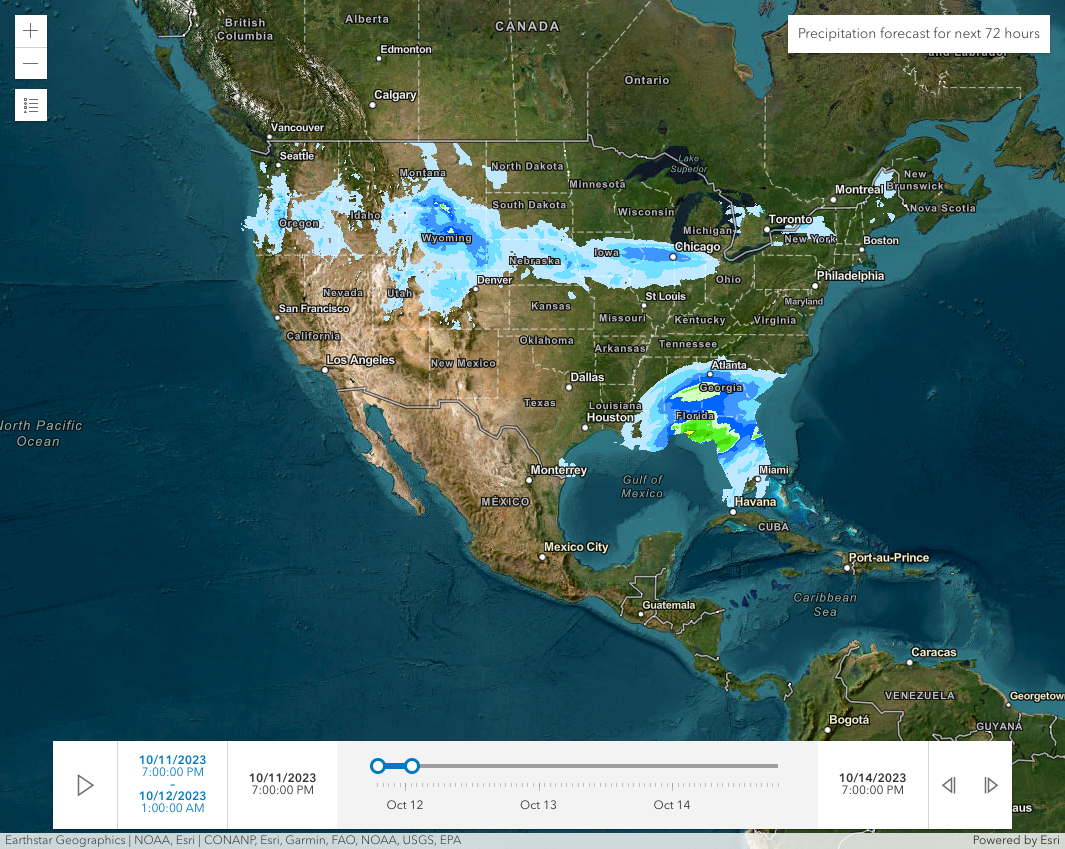 Precipitation forecast for next 72 hours
British
Columbia
Alberta
CANADA
Edmonton
and Labrador
Ontario
Calgary
Vancouver
Seattle
Lake
Superior
Montana
North Dakota
Minnesota
Montreal
New
Brunswick
South Dakota
Wisconsin
Nova Scotia
Oregon
Idaho
Michigan
Toronto
Wyoming
New York
Boston
Iowa
Chicago
Nebraska
Denver
Ohio
Philadelphia
Nevada
Utah
St Louis
Maryland
San Francisco
Kansas
Missouri
Kentucky
Virginia
California
Oklahoma
Arkansas
Tennessee
Los Angeles
New Mexico
Atlanta
Dallas
Georgia
Texas
Louisiana
Houston
Florida
North Pacific
Ocean
Monterrey
Miami
Gulf of
Mexico
MÉXICO
Havana
CUBA
Mexico City
Port-au-Prince
Caribbean
Sea
Guatemala
Caracas
VENEZUELA
Georgetown
Bogotá
GUYANA
10/11/2023
7:00:00 PM
–
10/12/2023
1:00:00 AM
10/11/2023
7:00:00 PM
Oct 12
Oct 13
Oct 14
10/14/2023
7:00:00 PM
aus
Earthstar Geographics | NOAA, Esri | CONANP, Esri, Garmin, FAO, NOAA, USGS, EPA
Powered by Esri